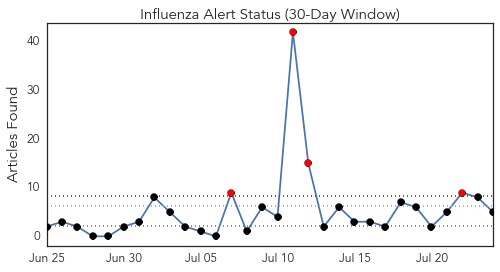 Influenza Alert Status (30-Day Window)
Articles Found
40
30
20
10
0
Jun 25
Jun 30
Jul 05
Jul 10
Jul 15
Jul 20